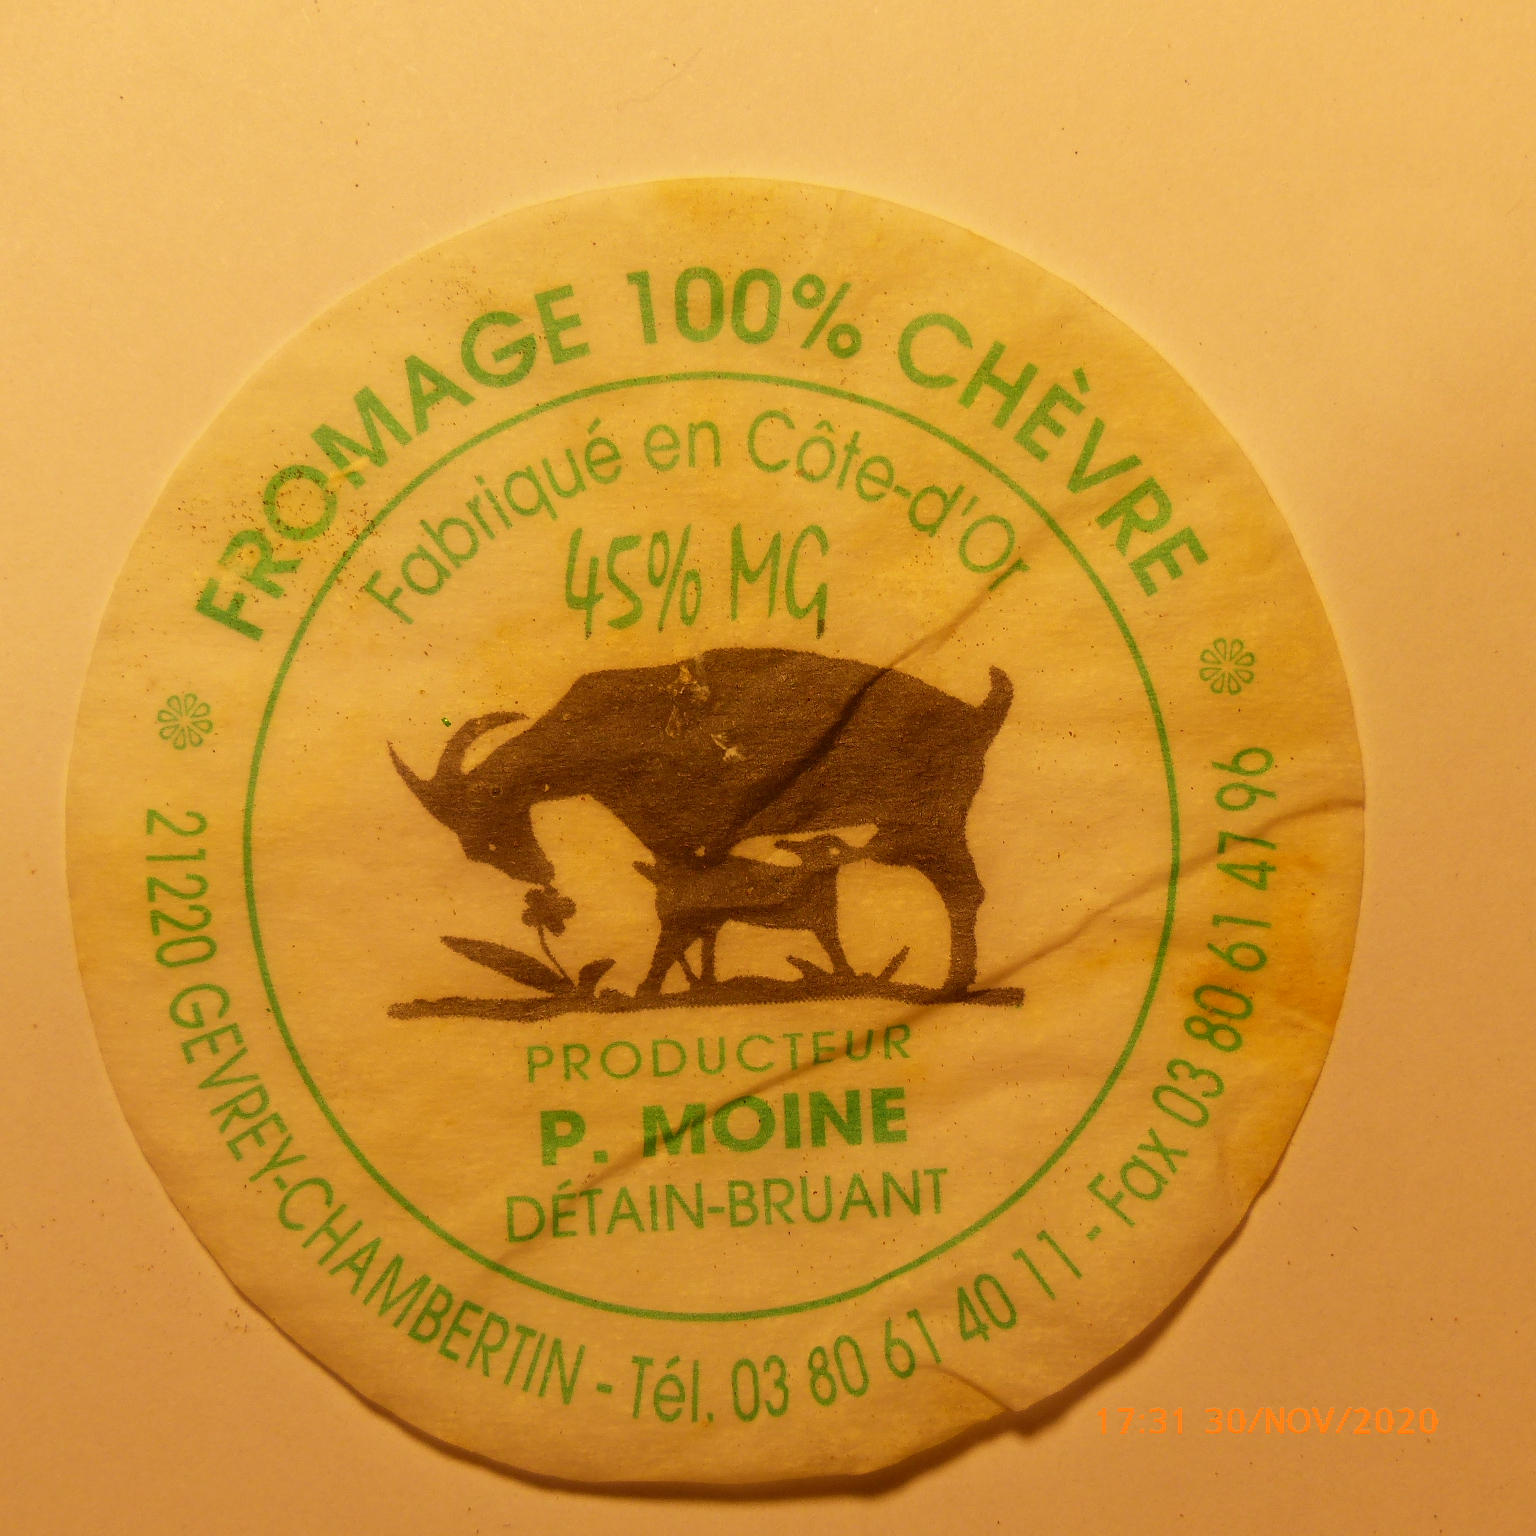 FROMAGE 100% CHÈVRE
Fabriqué en Côte-d'Or
45% MG
PRODUCTEUR
P. MOINE
DÉTAIN-BRUANT
21220 GEVREY-CHAMBERTIN - Tél. 03 80 61 40 11 - Fax 03 80 61 47 96
17:31 30/NOV/2020